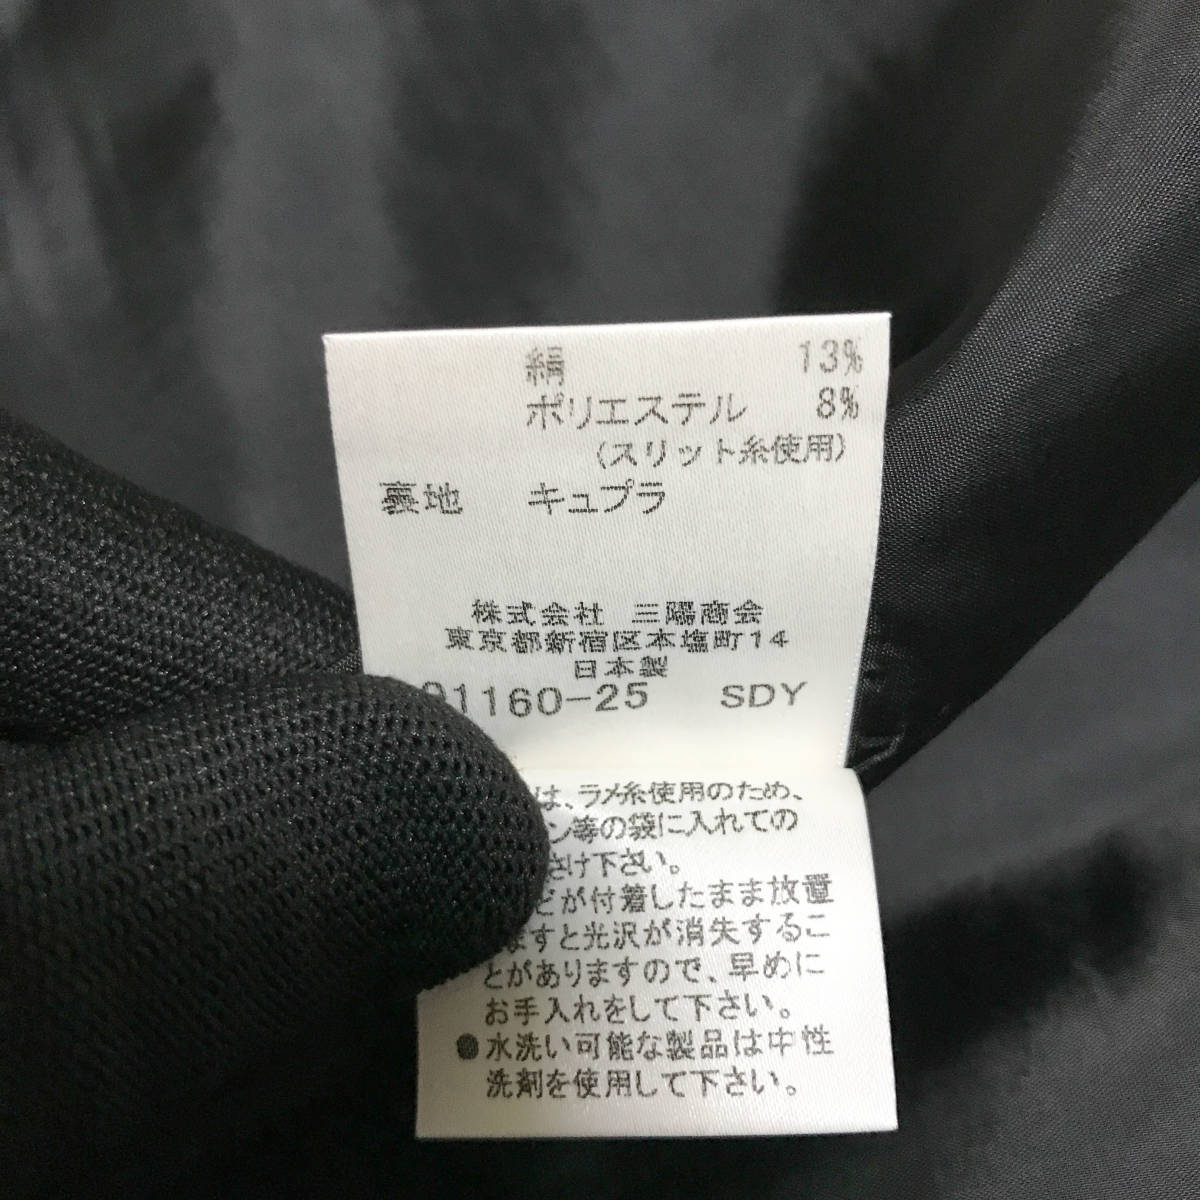 絹 13%
ポリエステル 8%
(スリット糸使用)
裏地 キュプラ
株式会社 三陽商会
東京都新宿区本塩町14
日本製
91160-25 SDY
は、ラメ糸使用のため、
ン等の袋に入れての
さけ下さい。
どが付着したまま放置
ますと光沢が消失するこ
とがありますので、早めに
お手入れをして下さい。
●水洗い可能な製品は中性
洗剤を使用して下さい。